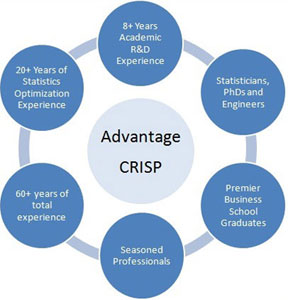 8+ Years
Academic
R&D
Experience
Statisticians,
PhDs and
Engineers
Premier
Business
School
Graduates
Seasoned
Professionals
60+ years of
total
experience
20+ Years of
Statistics
Optimization
Experience
Advantage
CRISP